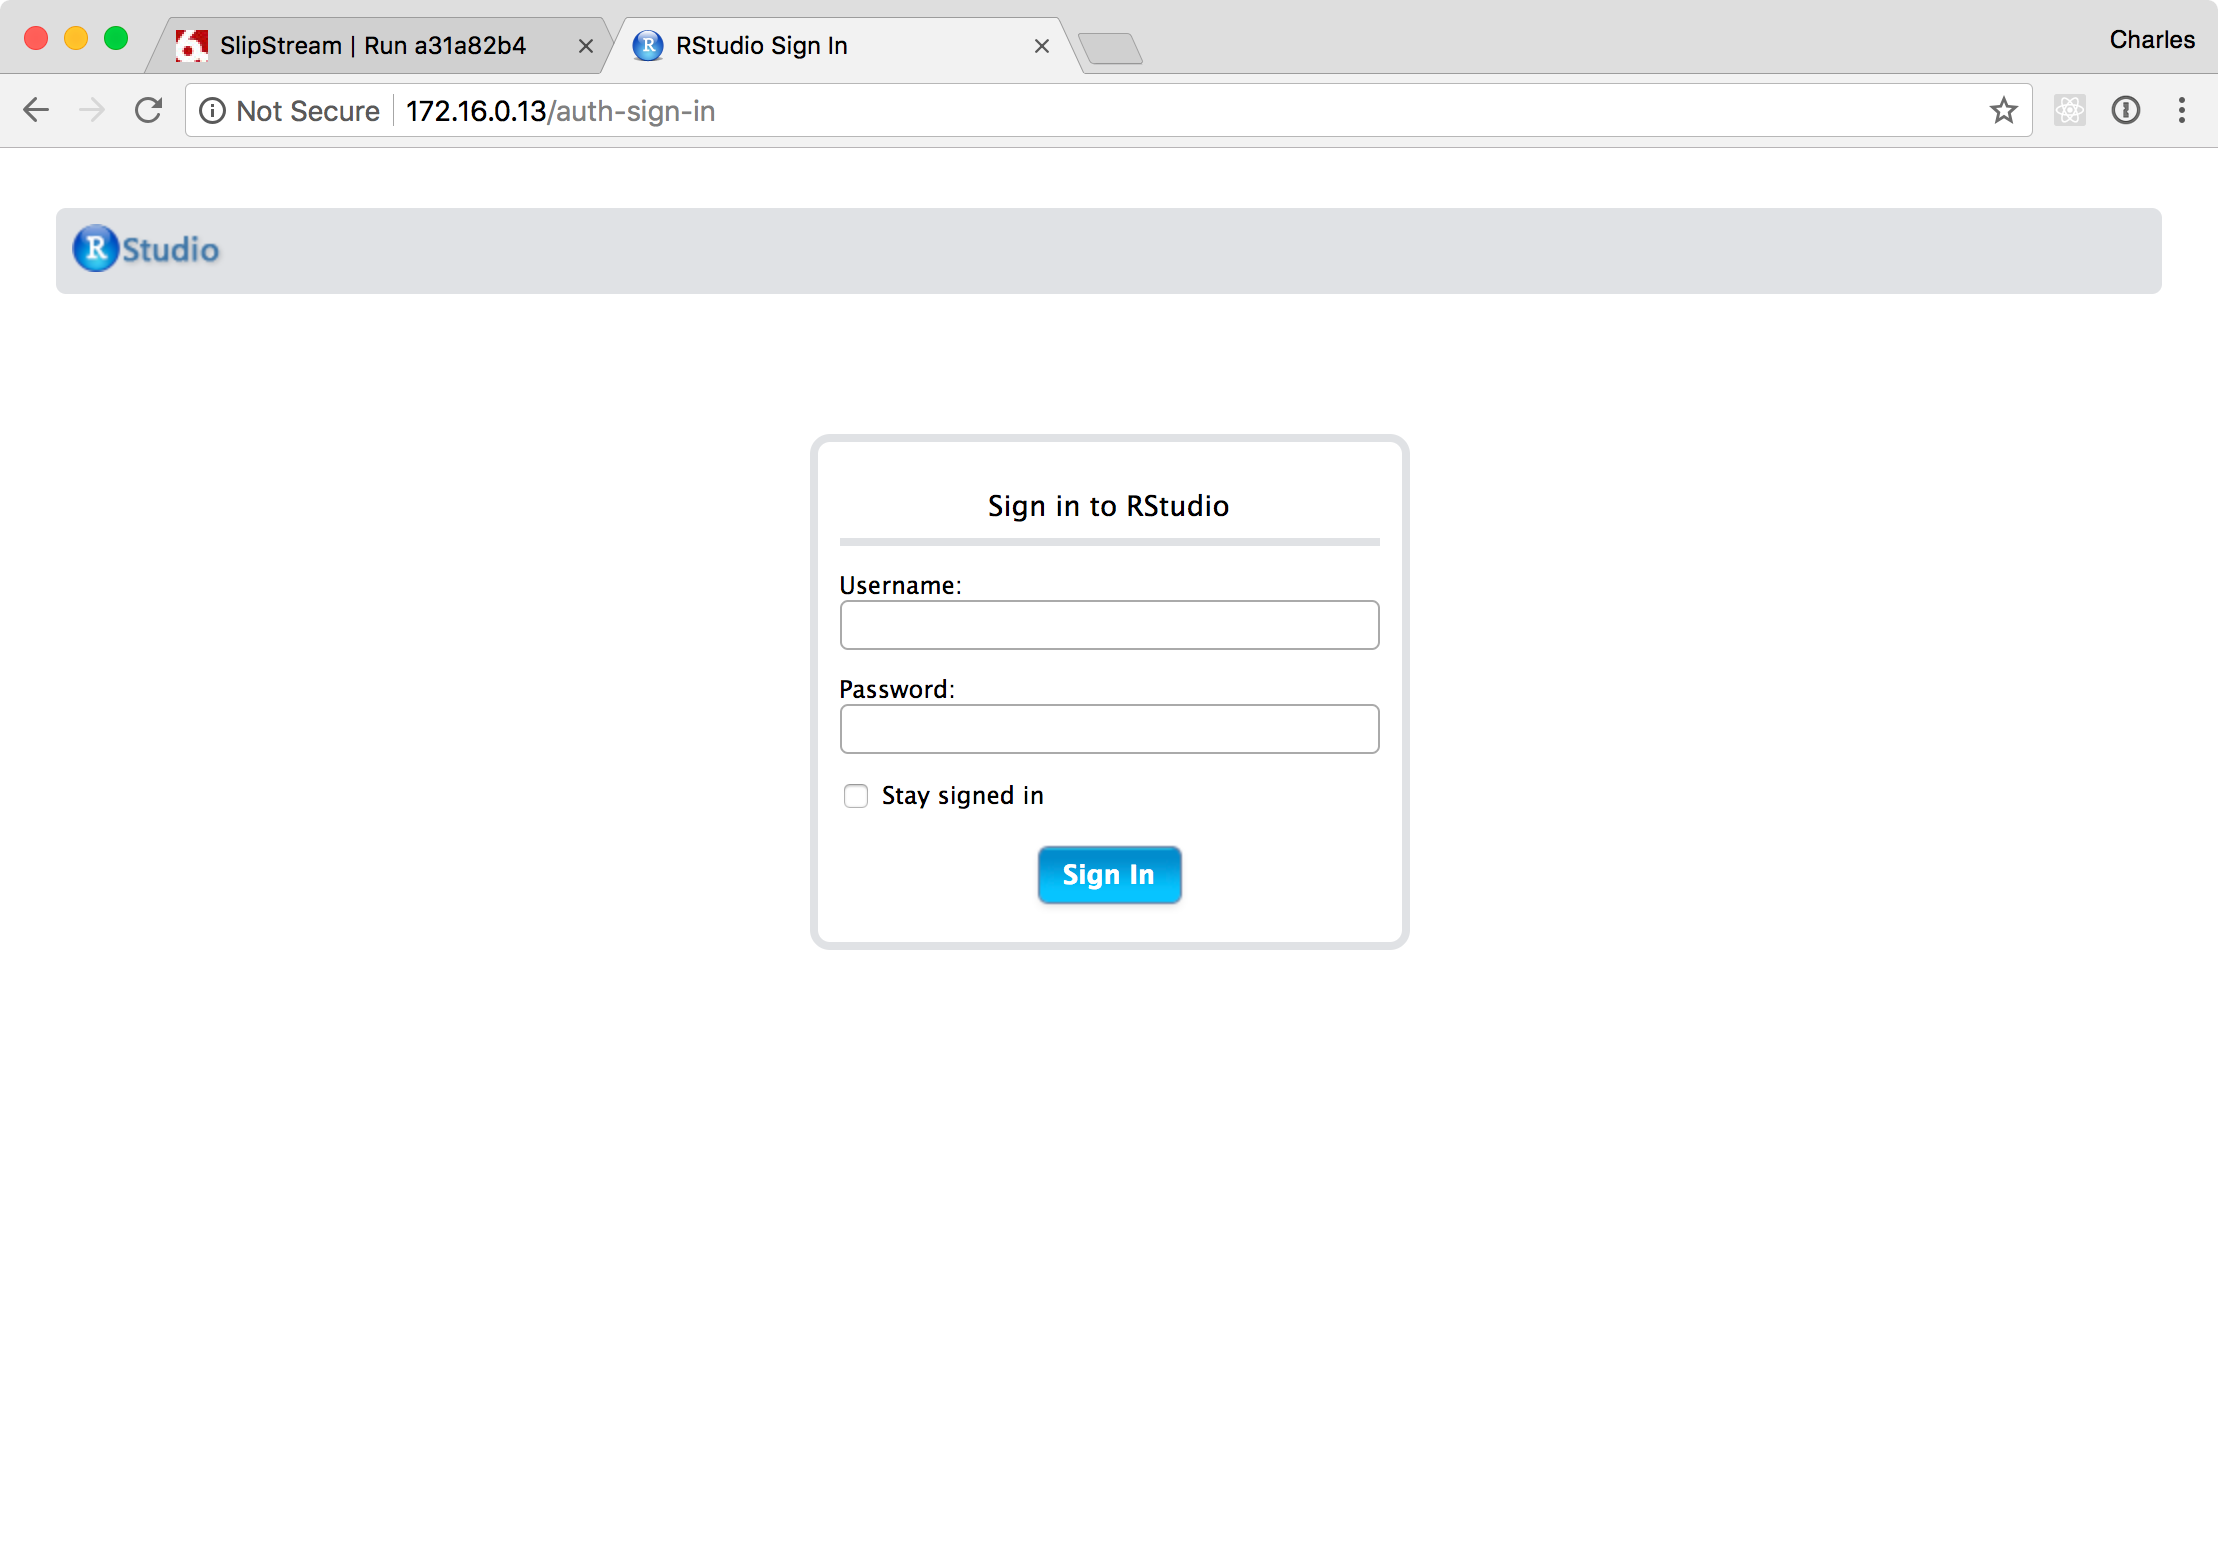 SlipStream | Run a31a82b4
RStudio Sign In
Charles
Not Secure 172.16.0.13/auth-sign-in
R Studio
Sign in to RStudio
Username:
Password:
Stay signed in
Sign In